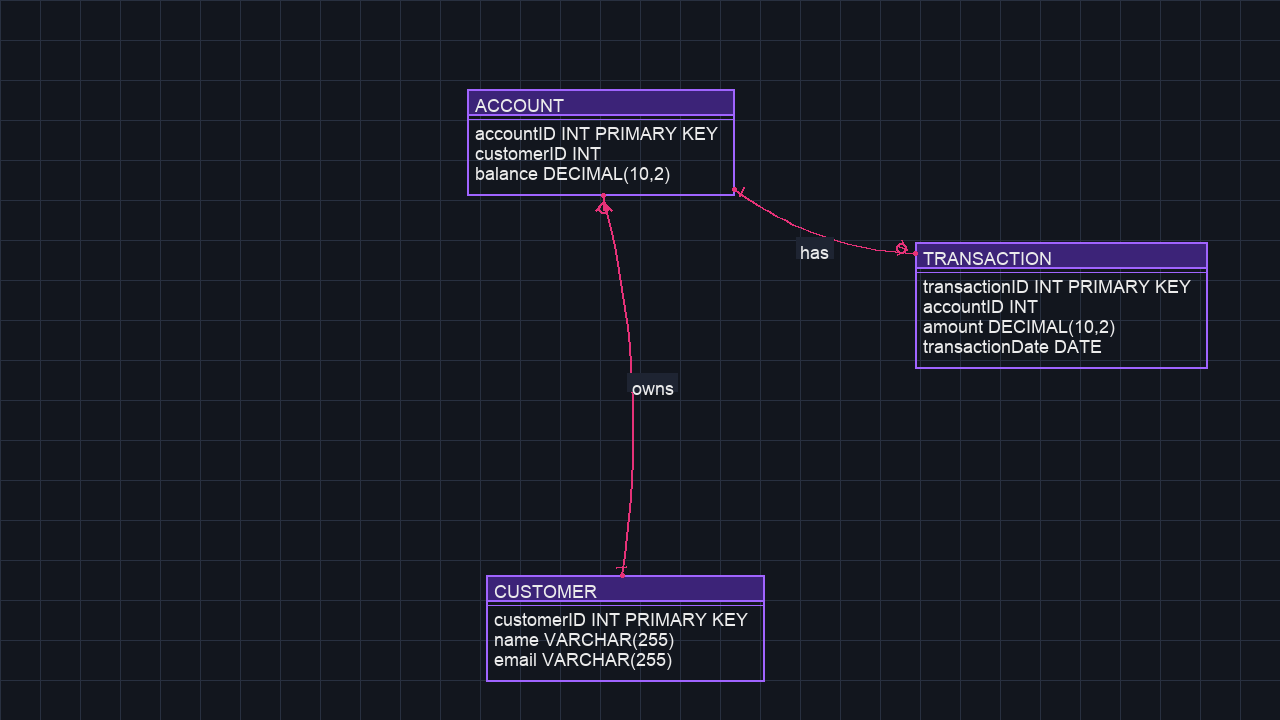 ACCOUNT
accountID INT PRIMARY KEY
customerID INT
balance DECIMAL(10,2)
has
TRANSACTION
transactionID INT PRIMARY KEY
accountID INT
amount DECIMAL(10,2)
transactionDate DATE
owns
CUSTOMER
customerID INT PRIMARY KEY
name VARCHAR(255)
email VARCHAR(255)